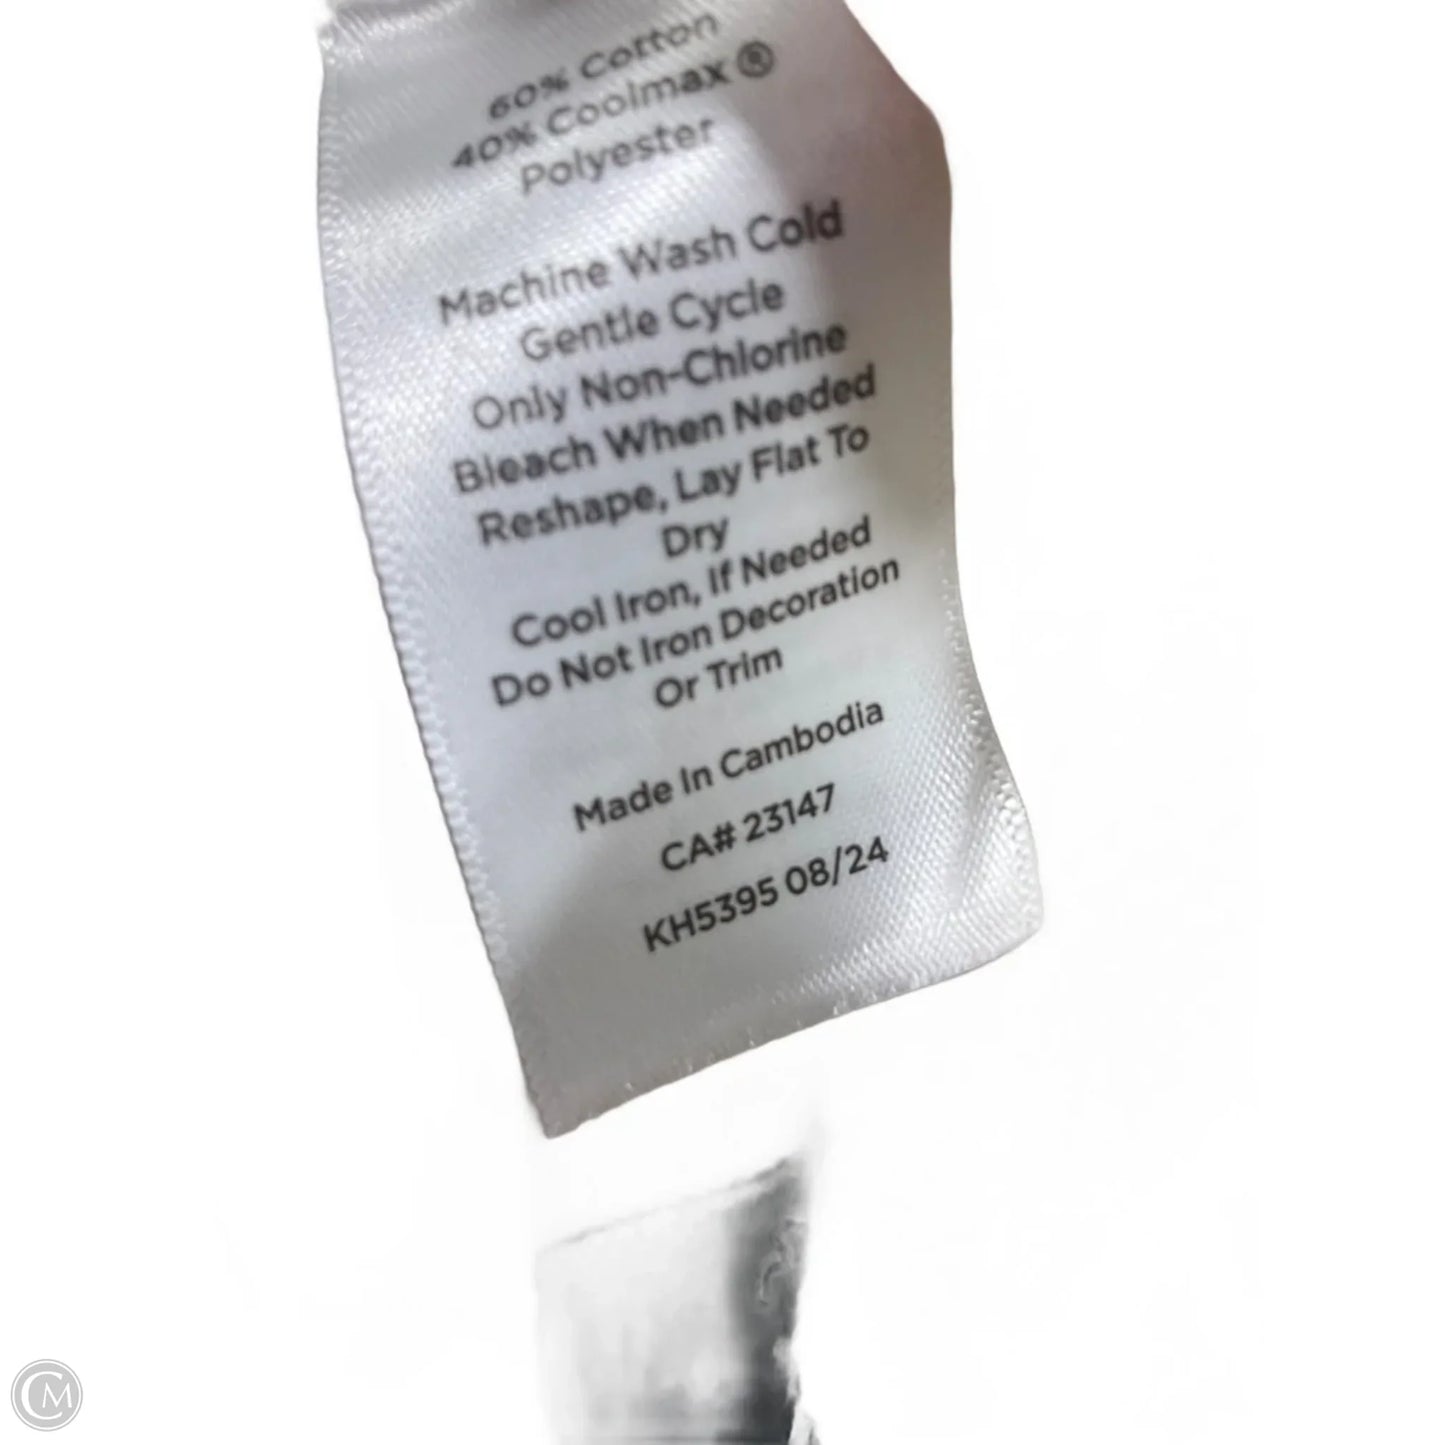 60% Cotton
40% Coolmax®
Polyester
Machine Wash Cold
Gentle Cycle
Only Non-Chlorine
Bleach When Needed
Reshape, Lay Flat To
Dry
Cool Iron, If Needed
Do Not Iron Decoration
Or Trim
Made In Cambodia
CA# 23147
KH5395 08/24
CM